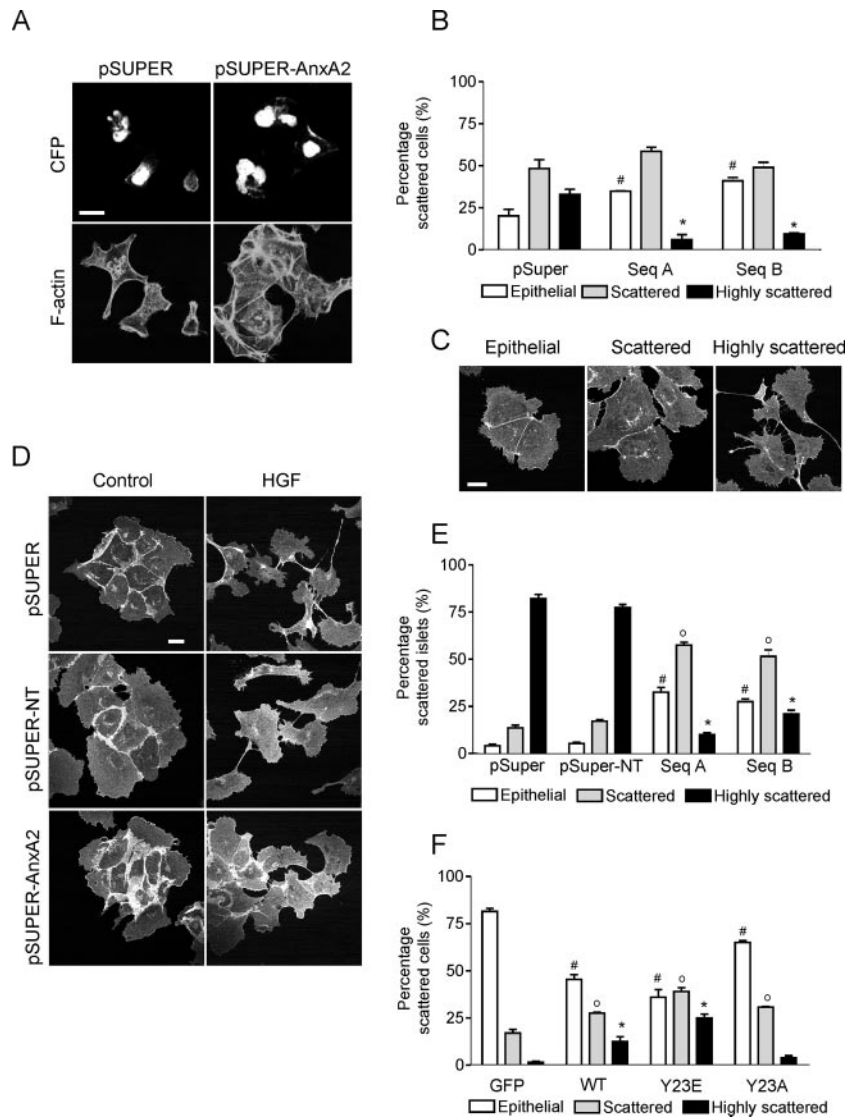 A
pSUPER pSUPER-AnxA2
CFP
F-actin
B
Percentage
scattered cells (%)
100
75
50
25
0
# #
* *
pSuper Seq A Seq B
Epithelial Scattered Highly scattered
C
Epithelial Scattered Highly scattered
D
Control HGF
pSUPER
pSUPER-NT
pSUPER-AnxA2
E
Percentage
scattered islets (%)
100
75
50
25
0
# o * # o *
pSuper pSuper-NT Seq A Seq B
Epithelial Scattered Highly scattered
F
Percentage
scattered cells (%)
100
75
50
25
0
# o * # o * # o
GFP WT Y23E Y23A
Epithelial Scattered Highly scattered